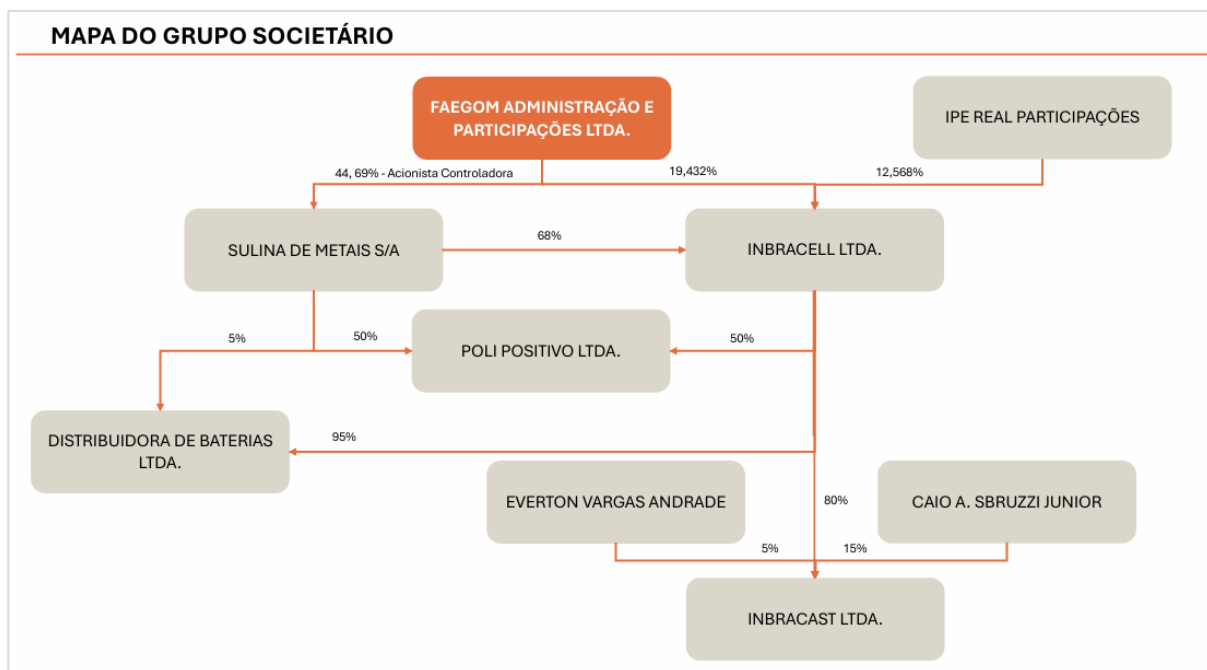 MAPA DO GRUPO SOCIETÁRIO
FAEGOM ADMINISTRAÇÃO E
PARTICIPAÇÕES LTDA.
IPE REAL PARTICIPAÇÕES
44, 69% - Acionista Controladora
19,432%
12,568%
SULINA DE METAIS S/A
68%
INBRACELL LTDA.
5%
50%
POLI POSITIVO LTDA.
50%
DISTRIBUIDORA DE BATERIAS
LTDA.
95%
EVERTON VARGAS ANDRADE
80%
CAIO A. SBRUZZI JUNIOR
5%
15%
INBRACAST LTDA.